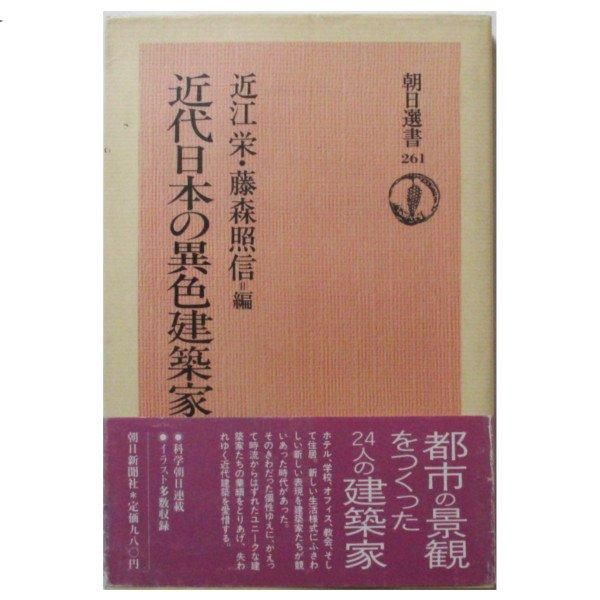 朝日選書
261
近江 栄・藤森照信=編
近代日本の異色建築家
都市の景観
をつくった
24人の建築家
ホテル、学校、オフィス、教会、そし
て住居。新しい生活様式にふさわ
しい新しい表現を建築家たちが競
いあった時代があった。
そのきわだった個性ゆえに、かえっ
て時流からはずれたユニークな建
築家たちの業績をとりあげ、失わ
れゆく近代建築を愛惜する。
●科学朝日連載
●イラスト多数収録
朝日新聞社*定価九八〇円